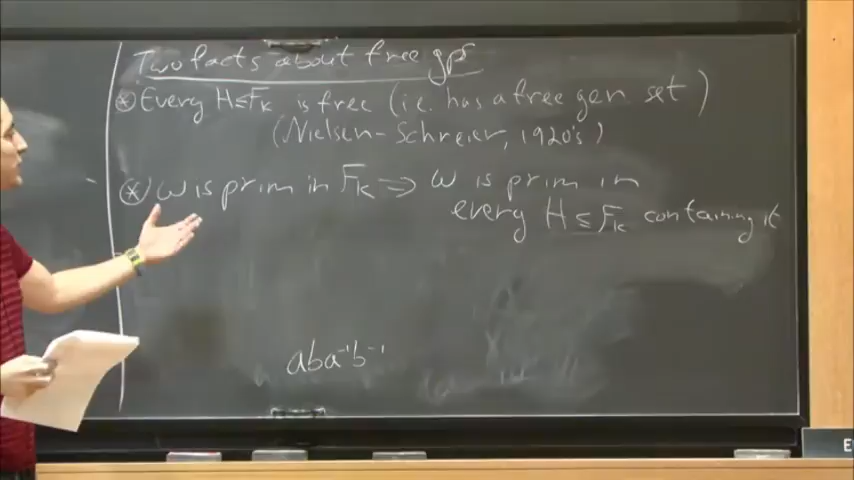 Two facts about free gps
⊛ Every H≤F_k is free (i.e. has a free gen set)
(Nielsen-Schreier, 1920's)
⊛ w is prim in F_k ⇒ w is prim in
every H ≤ F_k containing it
aba⁻¹b⁻¹
E